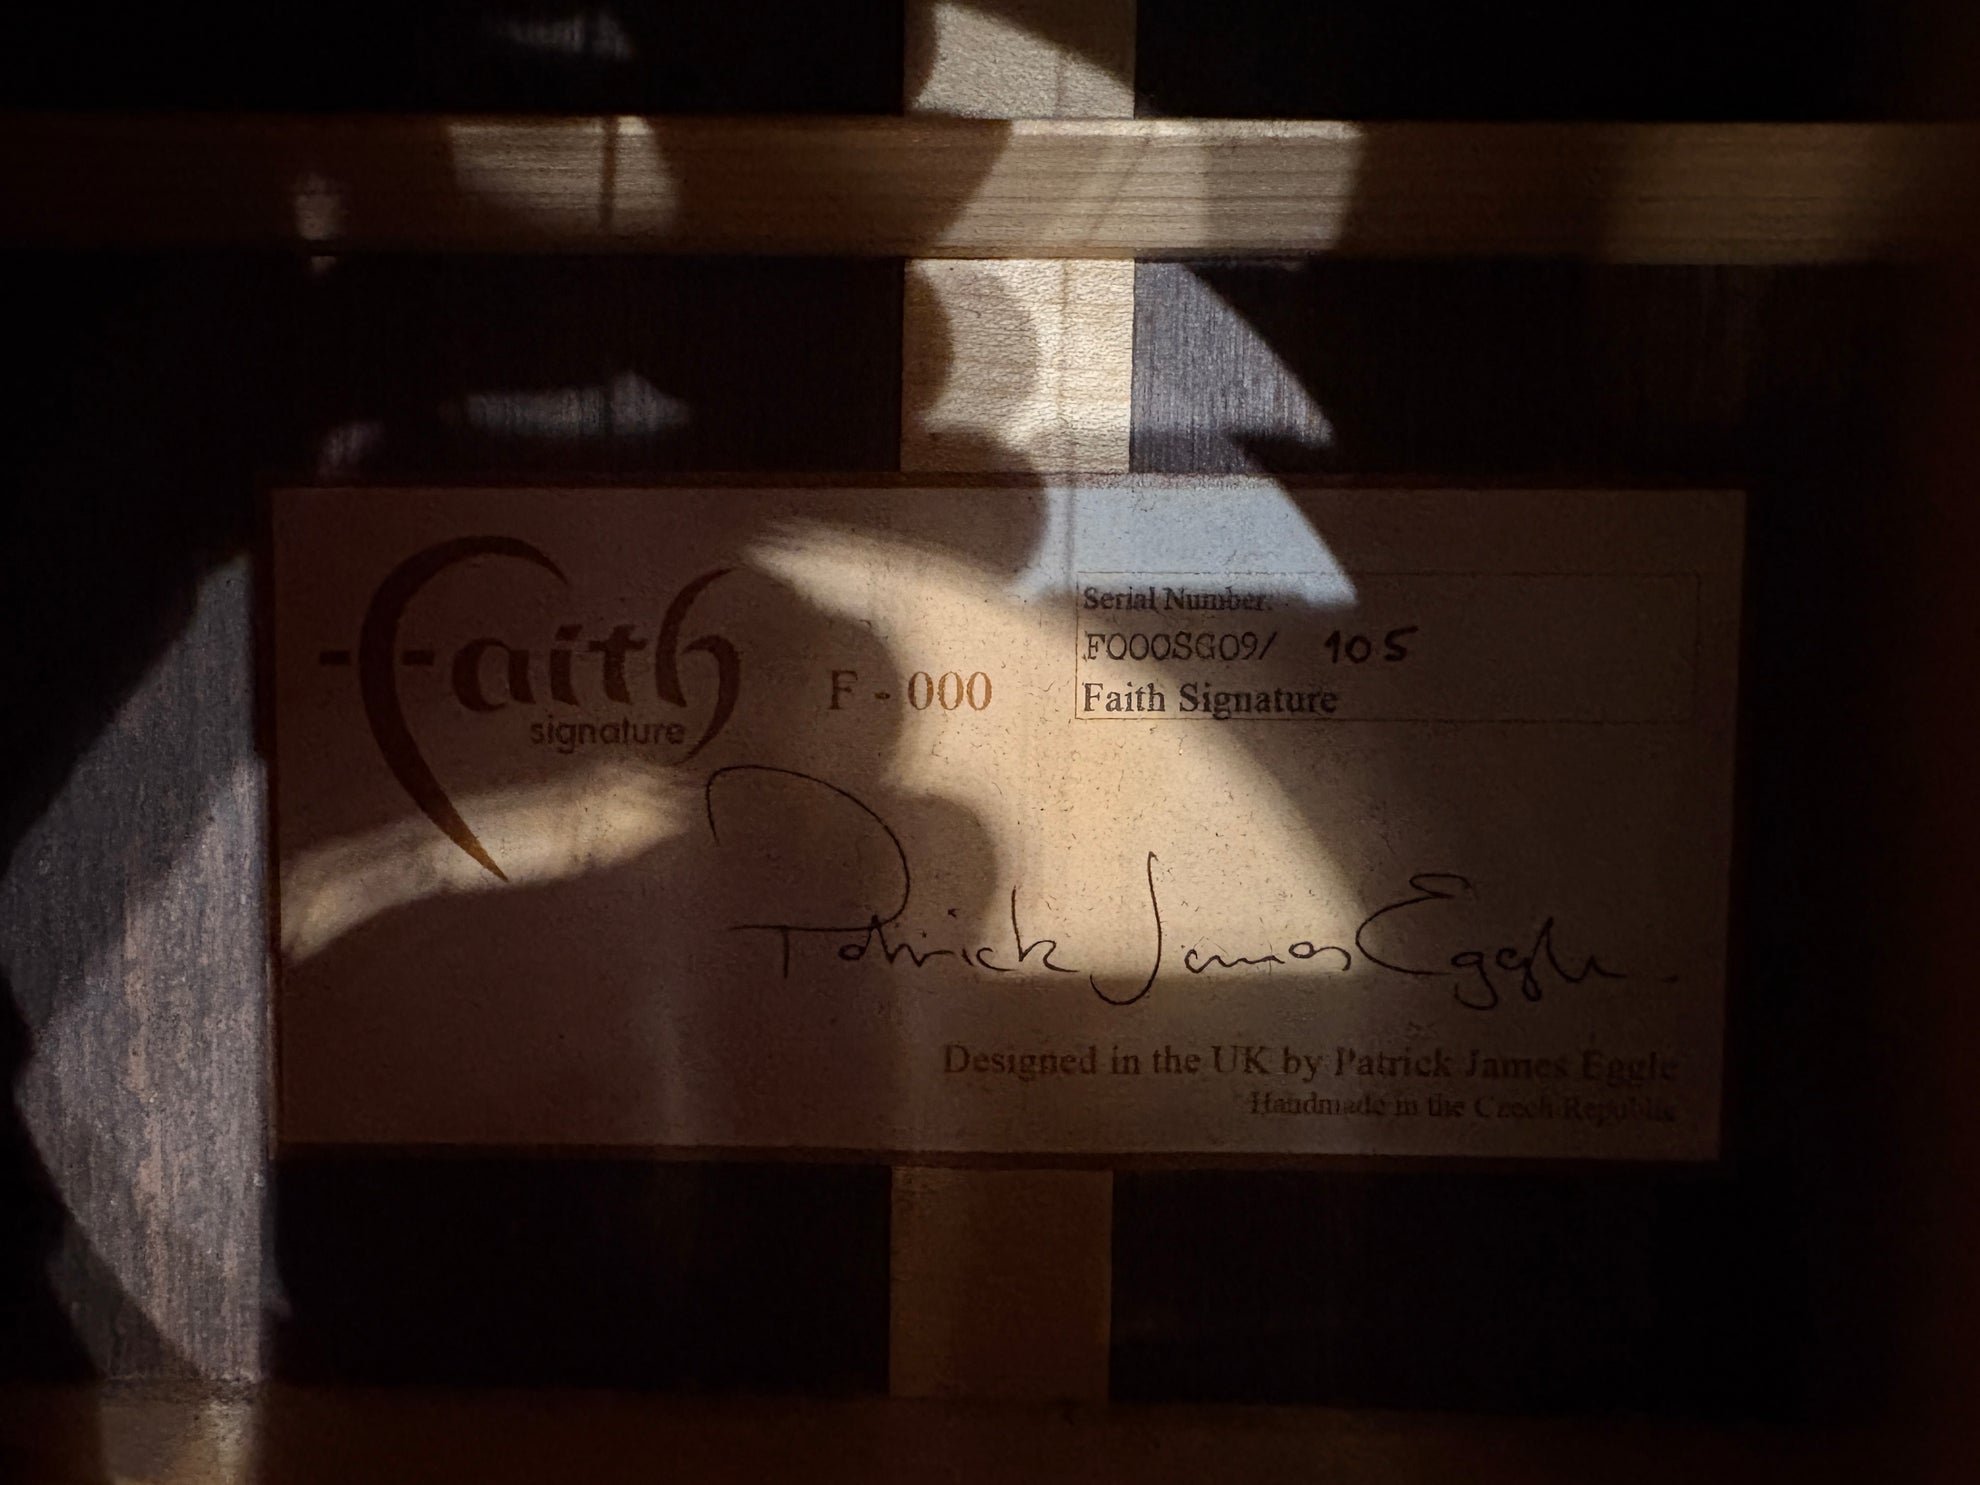 Faith
signature
F - 000
Serial Number:
F000SG09/ 105
Faith Signature
Patrick James Eggle
Designed in the UK by Patrick James Eggle
Handmade in the Czech Republic